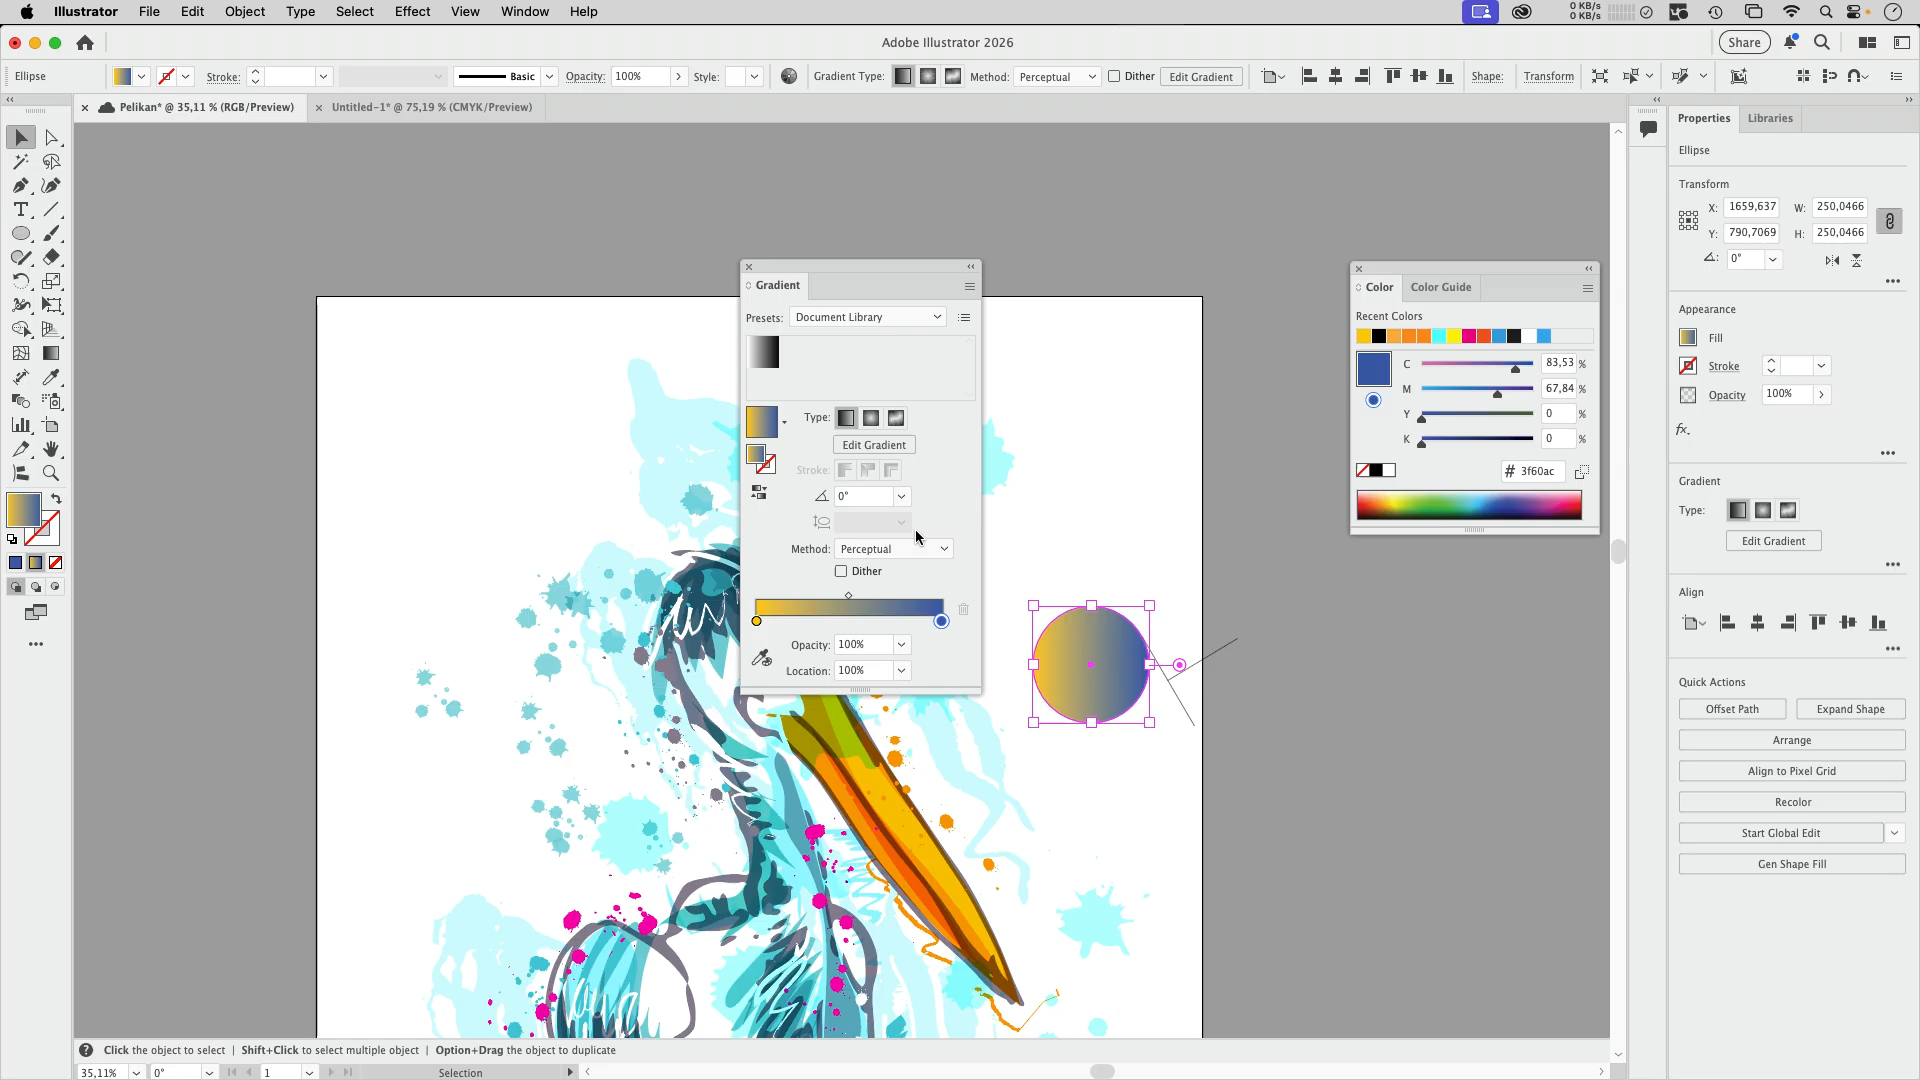 Illustrator File Edit Object Type Select Effect View Window Help
0 KB/s
0 KB/s
Adobe Illustrator 2026
Share
Ellipse Stroke: Basic Opacity: 100% Style: Gradient Type: Method: Perceptual Dither Edit Gradient Shape: Transform
Pelikan* @ 35,11 % (RGB/Preview) Untitled-1* @ 75,19 % (CMYK/Preview)
Gradient
Presets: Document Library
Type:
Edit Gradient
Stroke:
0°
Method: Perceptual
Dither
Opacity: 100%
Location: 100%
Color Color Guide
Recent Colors
C 83,53 %
M 67,84 %
Y 0 %
K 0 %
# 3f60ac
Properties Libraries
Ellipse
Transform
X: 1659,637 W: 250,0466
Y: 790,7069 H: 250,0466
0°
Appearance
Fill
Stroke
Opacity 100%
fx.
Gradient
Type:
Edit Gradient
Align
Quick Actions
Offset Path Expand Shape
Arrange
Align to Pixel Grid
Recolor
Start Global Edit
Gen Shape Fill
Click the object to select | Shift+Click to select multiple object | Option+Drag the object to duplicate
35,11% 0° 1 Selection